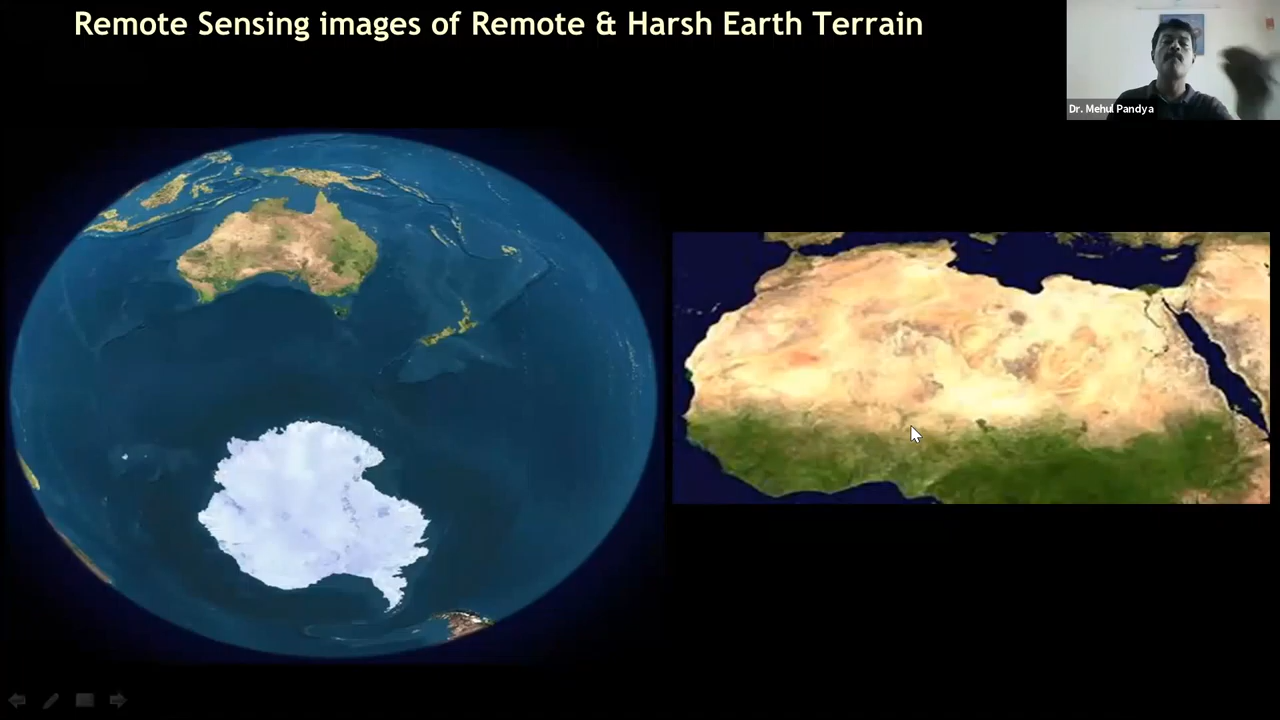 Remote Sensing images of Remote & Harsh Earth Terrain
Dr. Mehul Pandya